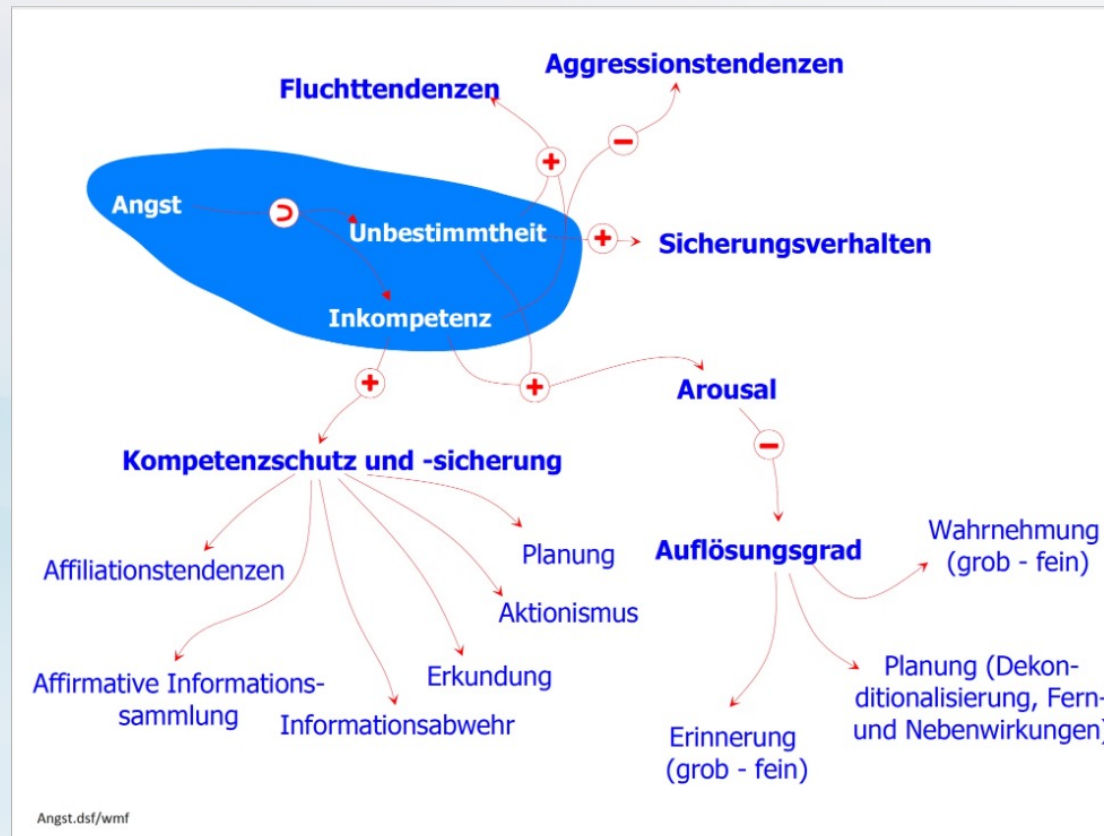 Aggressionstendenzen
Fluchttendenzen
Angst
Unbestimmtheit
Sicherungsverhalten
Inkompetenz
Arousal
Kompetenzschutz und -sicherung
Auflösungsgrad
Wahrnehmung
(grob - fein)
Planung
Affiliationstendenzen
Aktionismus
Affirmative Informations-
sammlung
Erkundung
Informationsabwehr
Planung (Dekon-
ditionalisierung, Fern-
und Nebenwirkungen)
Erinnerung
(grob - fein)
Angst.dsf/wmf